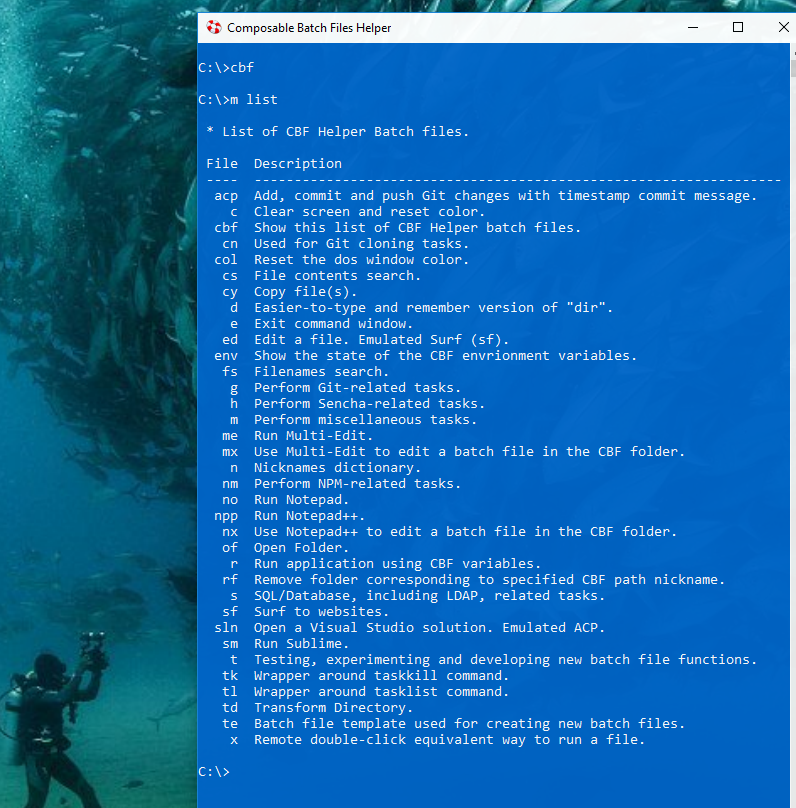 Composable Batch Files Helper
C:\>cbf
C:\>m list
* List of CBF Helper Batch files.
File  Description
----  ------------------------------------------------------------------
acp  Add, commit and push Git changes with timestamp commit message.
c  Clear screen and reset color.
cbf  Show this list of CBF Helper batch files.
cn  Used for Git cloning tasks.
col  Reset the dos window color.
cs  File contents search.
cy  Copy file(s).
d  Easier-to-type and remember version of "dir".
e  Exit command window.
ed  Edit a file. Emulated Surf (sf).
env  Show the state of the CBF envrionment variables.
fs  Filenames search.
g  Perform Git-related tasks.
h  Perform Sencha-related tasks.
m  Perform miscellaneous tasks.
me  Run Multi-Edit.
mx  Use Multi-Edit to edit a batch file in the CBF folder.
n  Nicknames dictionary.
nm  Perform NPM-related tasks.
no  Run Notepad.
npp  Run Notepad++.
nx  Use Notepad++ to edit a batch file in the CBF folder.
of  Open Folder.
r  Run application using CBF variables.
rf  Remove folder corresponding to specified CBF path nickname.
s  SQL/Database, including LDAP, related tasks.
sf  Surf to websites.
sln  Open a Visual Studio solution. Emulated ACP.
sm  Run Sublime.
t  Testing, experimenting and developing new batch file functions.
tk  Wrapper around taskkill command.
tl  Wrapper around tasklist command.
td  Transform Directory.
te  Batch file template used for creating new batch files.
x  Remote double-click equivalent way to run a file.
C:\>